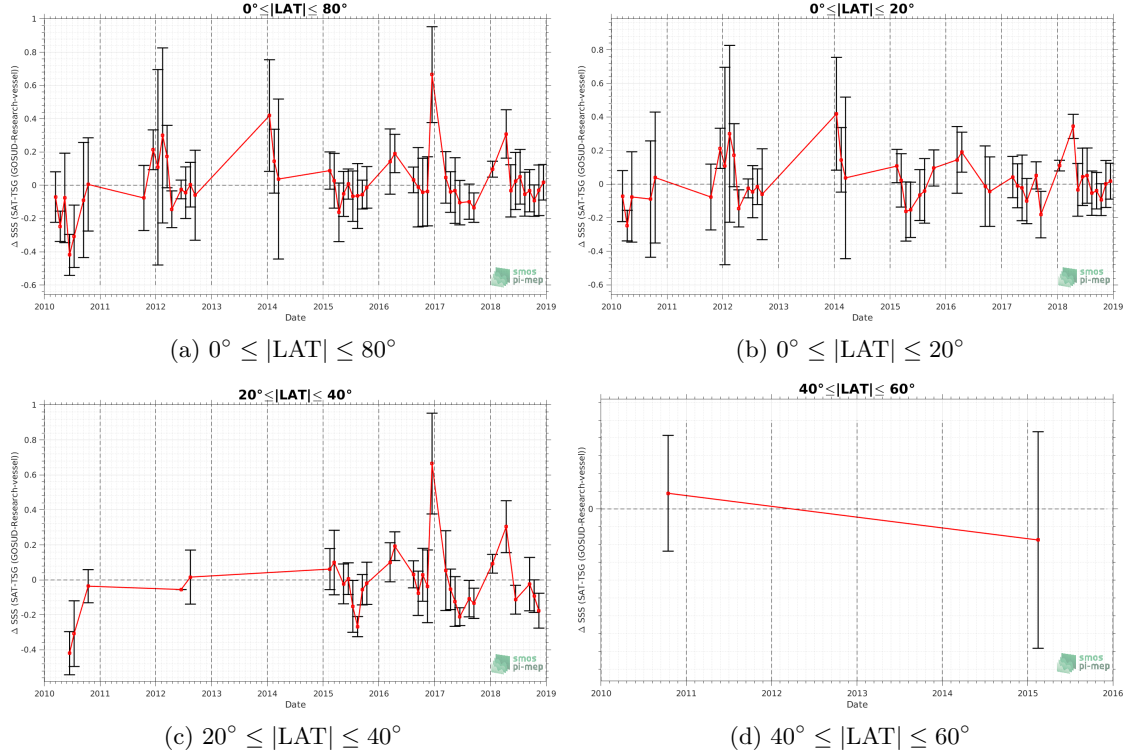 0°≤|LAT|≤ 80°
Δ SSS (SAT-TSG (GOSUD-Research-vessel))
1
0.8
0.6
0.4
0.2
0
-0.2
-0.4
-0.6
2010 2011 2012 2013 2014 2015 2016 2017 2018 2019
Date
smos
pi-mep
(a) 0° ≤ |LAT| ≤ 80°
0°≤|LAT|≤ 20°
Δ SSS (SAT-TSG (GOSUD-Research-vessel))
0.8
0.6
0.4
0.2
0
-0.2
-0.4
-0.6
2010 2011 2012 2013 2014 2015 2016 2017 2018 2019
Date
smos
pi-mep
(b) 0° ≤ |LAT| ≤ 20°
20°≤|LAT|≤ 40°
Δ SSS (SAT-TSG (GOSUD-Research-vessel))
1
0.8
0.6
0.4
0.2
0
-0.2
-0.4
2010 2011 2012 2013 2014 2015 2016 2017 2018 2019
Date
smos
pi-mep
(c) 20° ≤ |LAT| ≤ 40°
40°≤|LAT|≤ 60°
Δ SSS (SAT-TSG (GOSUD-Research-vessel))
0
2010 2011 2012 2013 2014 2015 2016
Date
smos
pi-mep
(d) 40° ≤ |LAT| ≤ 60°